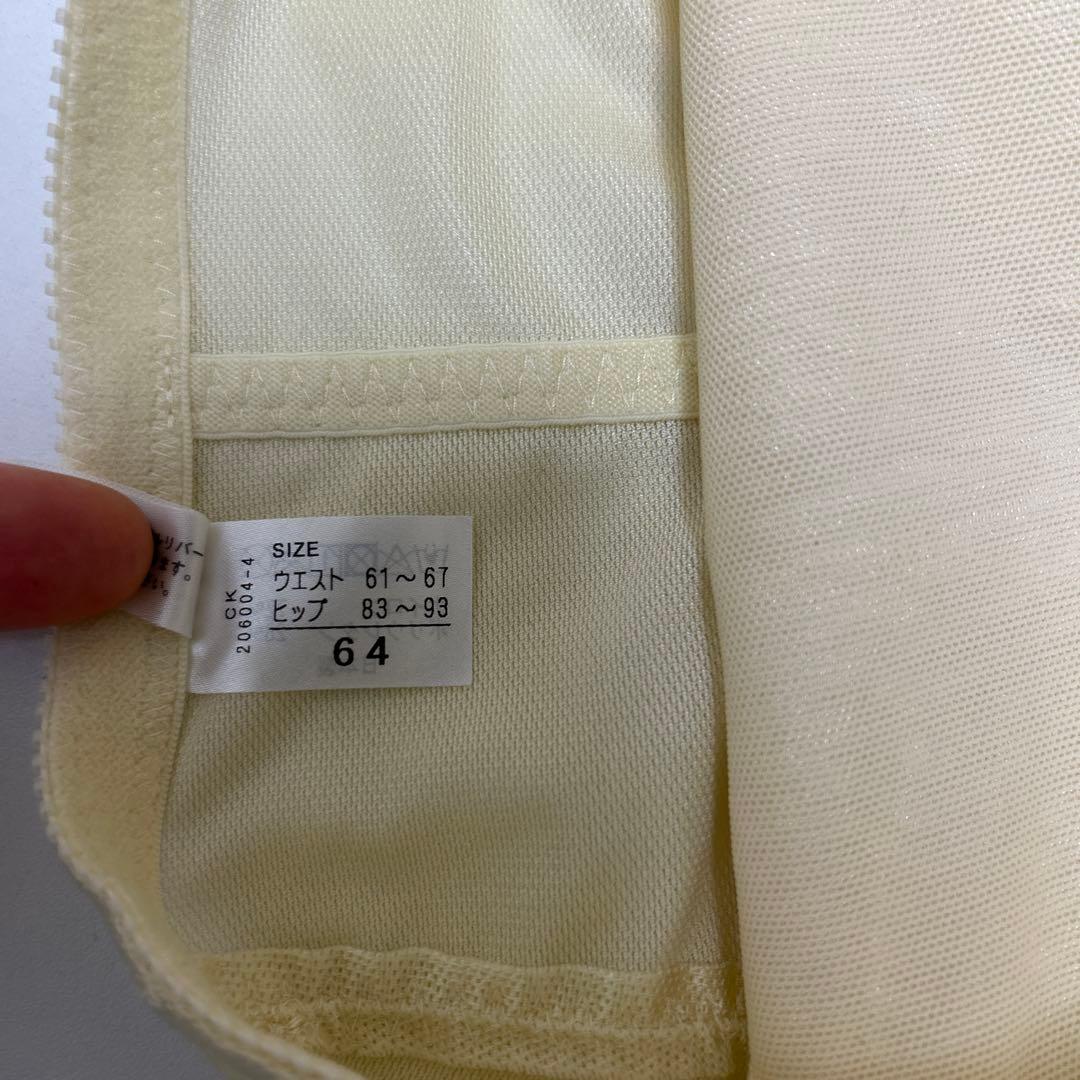 リバー
ます。
さい。
CK
206004-4
SIZE
ウエスト 61〜67
ヒップ 83〜93
64